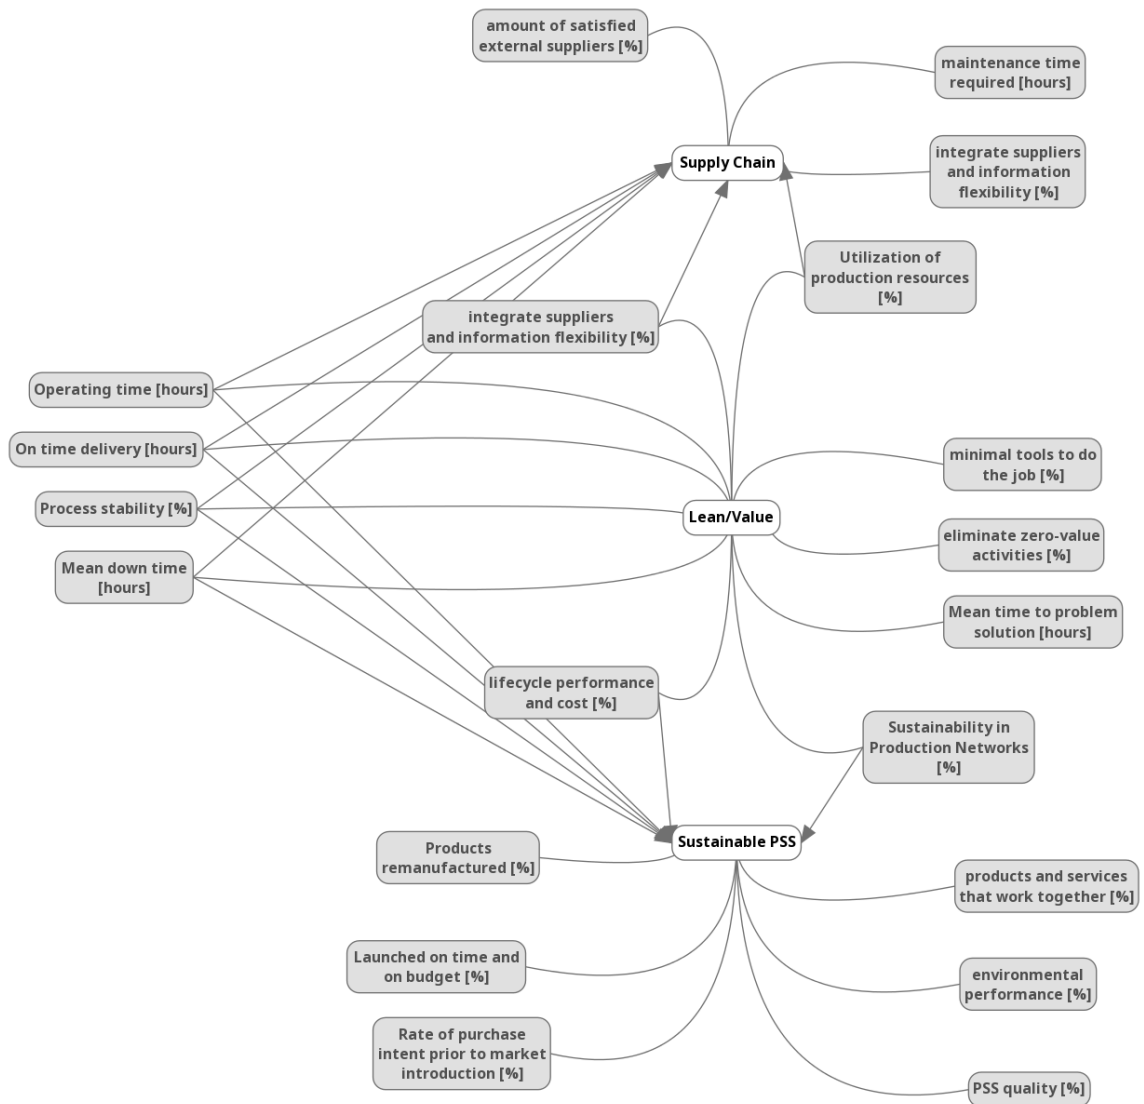 amount of satisfied
external suppliers [%]
maintenance time
required [hours]
Supply Chain
integrate suppliers
and information
flexibility [%]
Utilization of
production resources
[%]
integrate suppliers
and information flexibility [%]
Operating time [hours]
On time delivery [hours]
minimal tools to do
the job [%]
Process stability [%]
Lean/Value
eliminate zero-value
activities [%]
Mean down time
[hours]
Mean time to problem
solution [hours]
lifecycle performance
and cost [%]
Sustainability in
Production Networks
[%]
Sustainable PSS
Products
remanufactured [%]
products and services
that work together [%]
Launched on time and
on budget [%]
environmental
performance [%]
Rate of purchase
intent prior to market
introduction [%]
PSS quality [%]